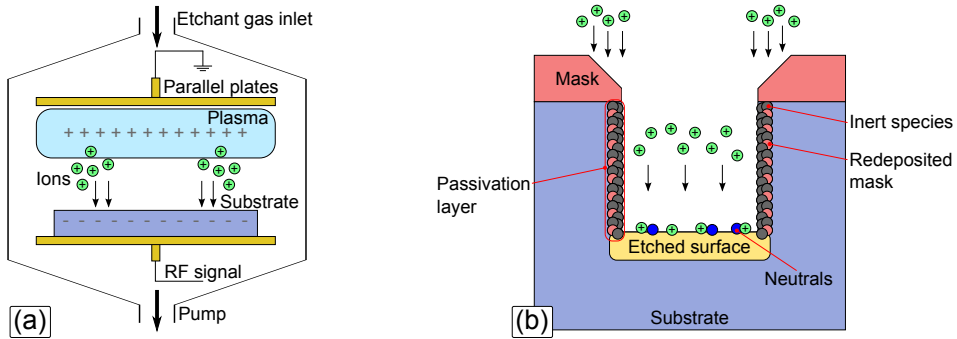 Etchant gas inlet
Parallel plates
Plasma
+ + + + + + + + + + +
Ions
Substrate
RF signal
Pump
(a)
Mask
Inert species
Redeposited
mask
Passivation
layer
Etched surface
Neutrals
Substrate
(b)